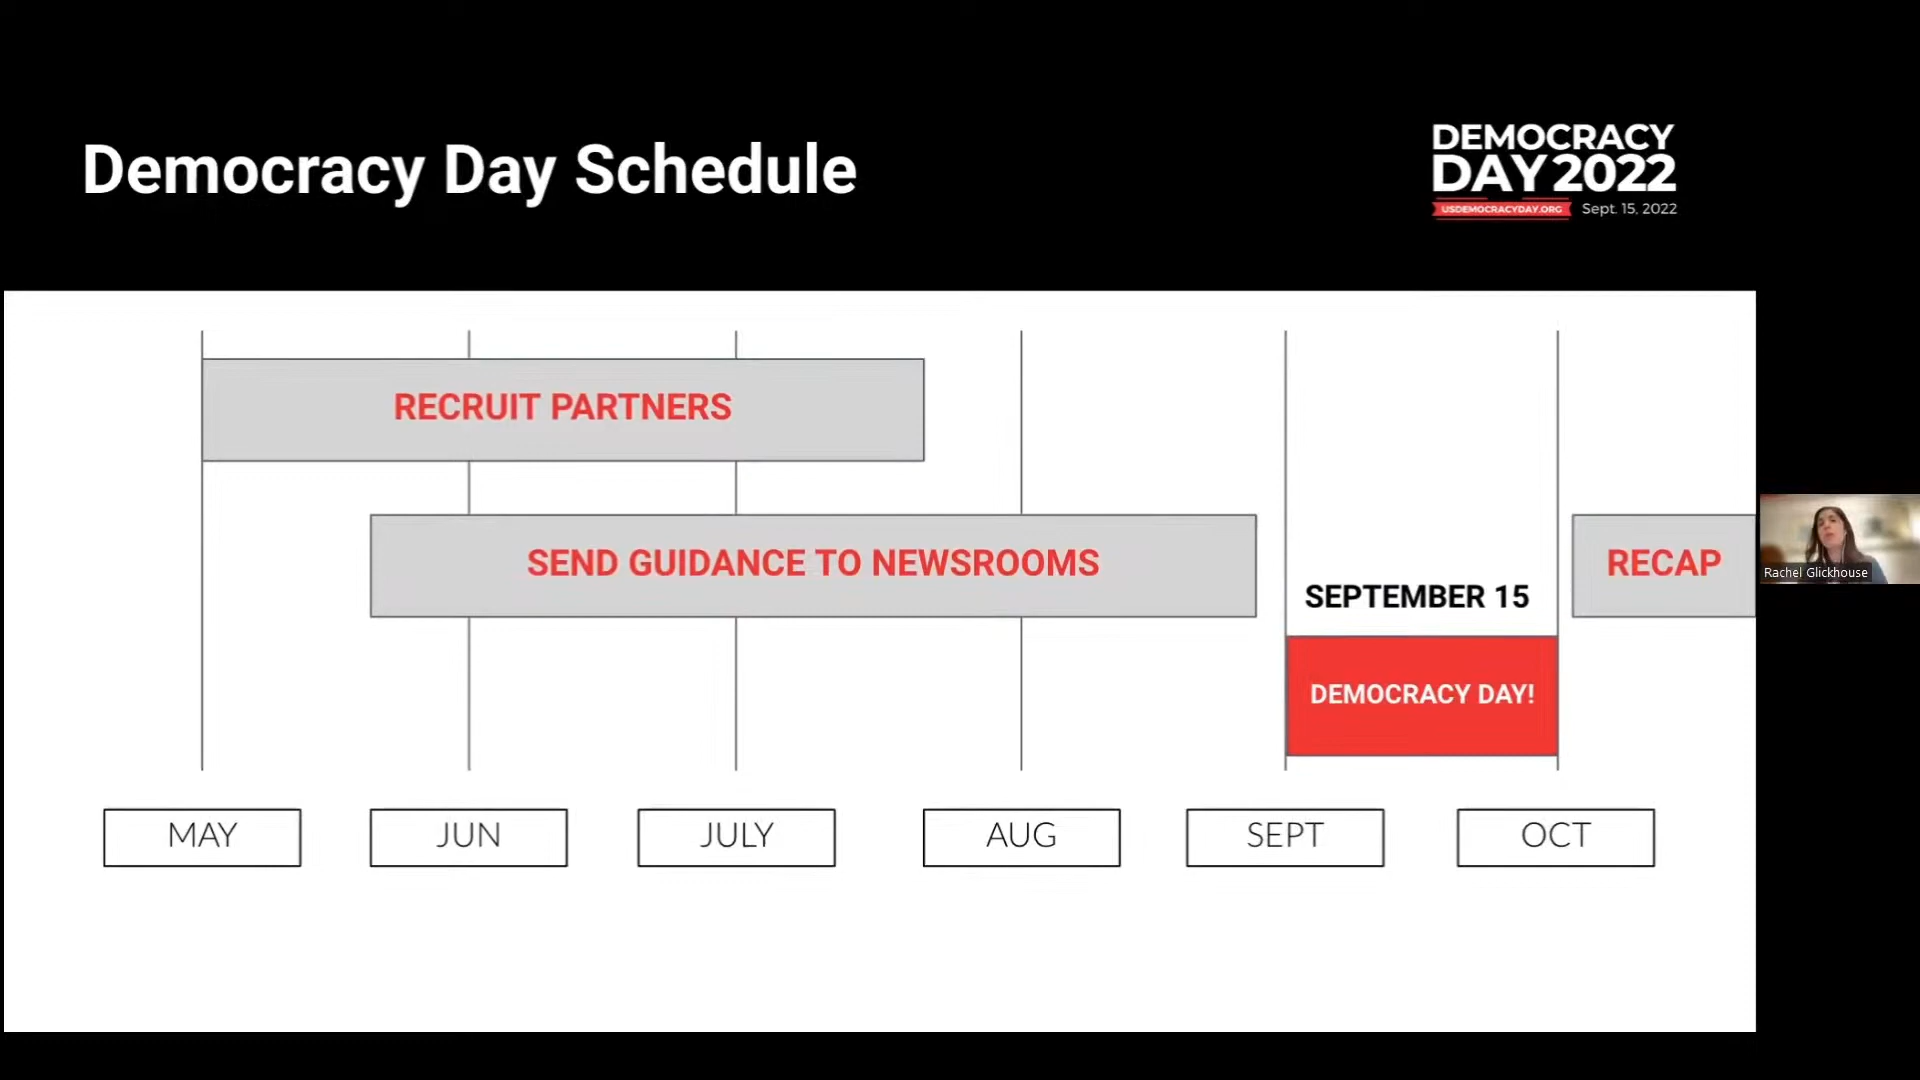 Democracy Day Schedule
DEMOCRACY
DAY 2022
USDEMOCRACYDAY.ORG Sept. 15, 2022
RECRUIT PARTNERS
SEND GUIDANCE TO NEWSROOMS
RECAP
SEPTEMBER 15
DEMOCRACY DAY!
MAY
JUN
JULY
AUG
SEPT
OCT
Rachel Glickhouse